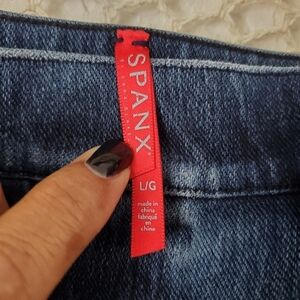 SPANX
L/G
made in
china
fabriqué
en
chine